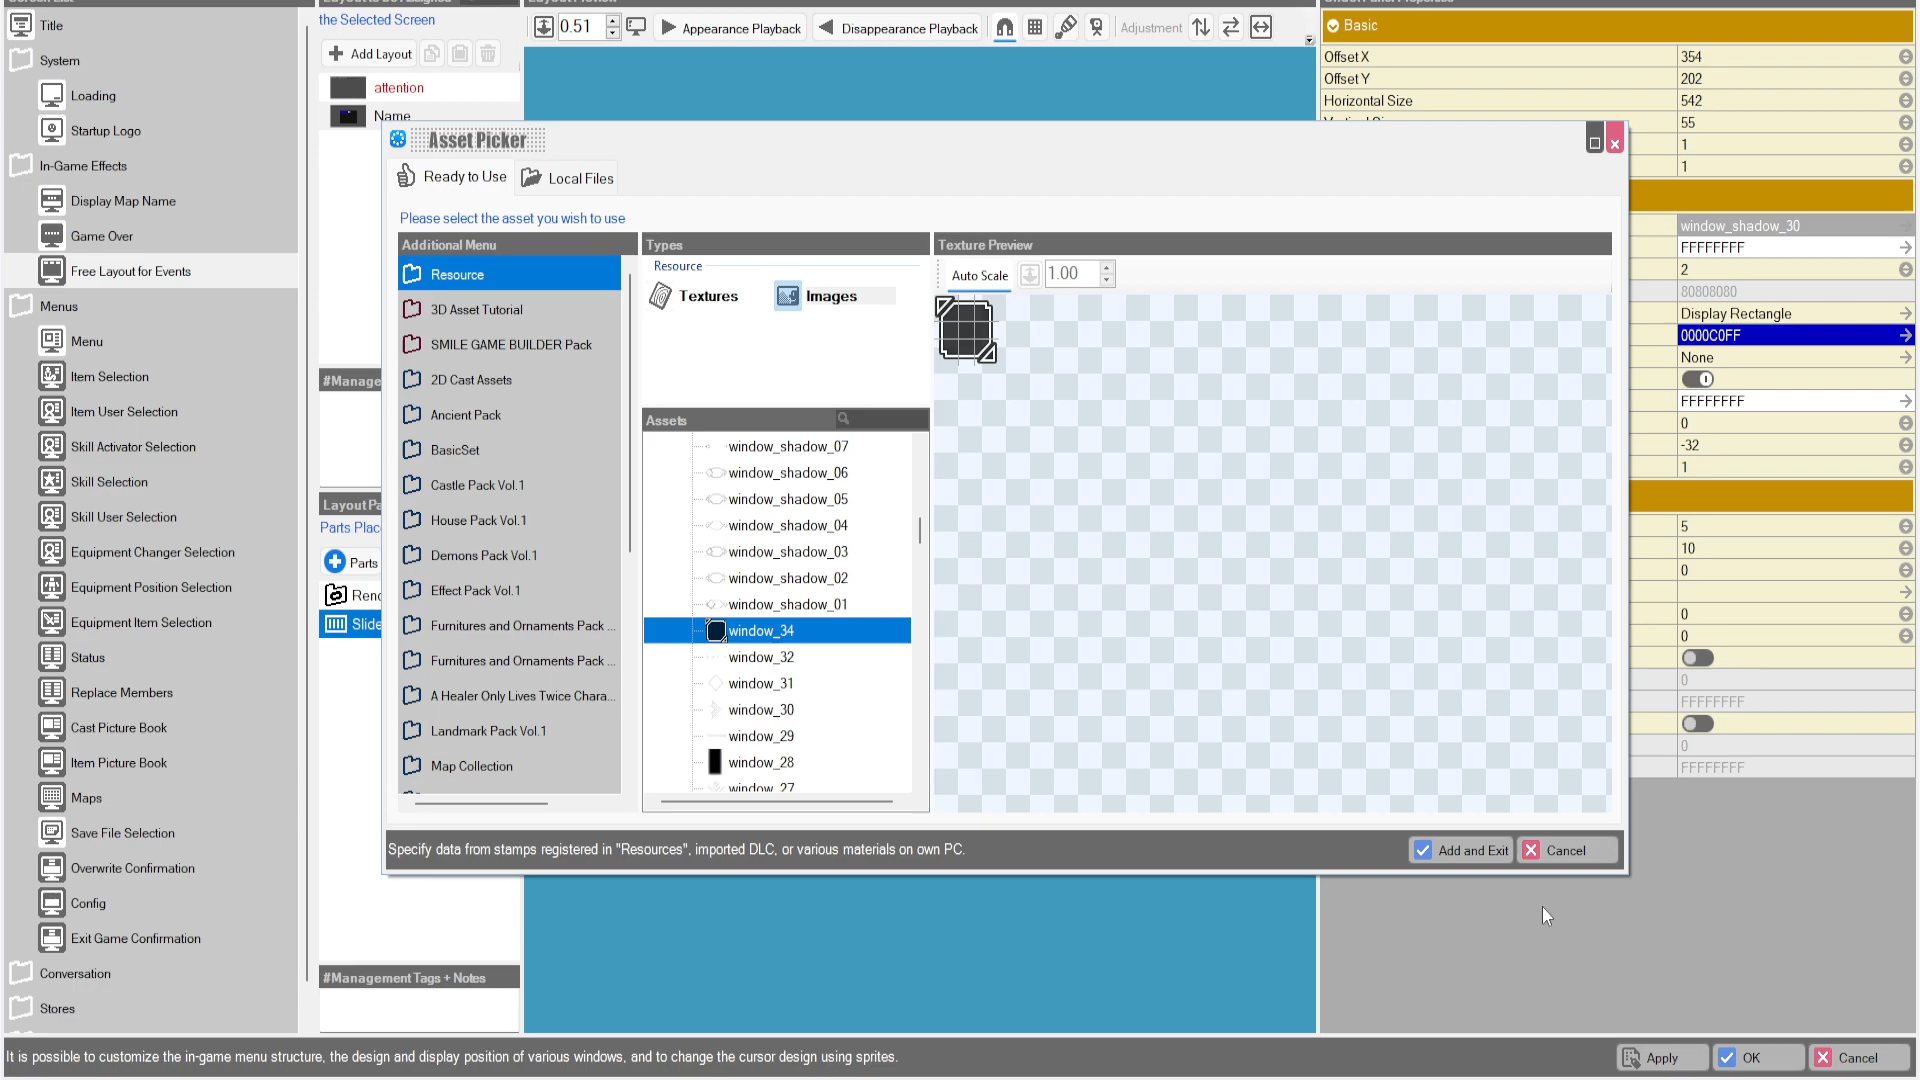 Title
System
Loading
Startup Logo
In-Game Effects
Display Map Name
Game Over
Free Layout for Events
Menus
Menu
Item Selection
Item User Selection
Skill Activator Selection
Skill Selection
Skill User Selection
Equipment Changer Selection
Equipment Position Selection
Equipment Item Selection
Status
Replace Members
Cast Picture Book
Item Picture Book
Maps
Save File Selection
Overwrite Confirmation
Config
Exit Game Confirmation
Conversation
Stores
the Selected Screen
Add Layout
attention
Name
#Manage
Layout Pa
Parts Plac
Parts
Rend
Slide
#Management Tags + Notes
0.51
Appearance Playback
Disappearance Playback
Adjustment
Asset Picker
Ready to Use
Local Files
Please select the asset you wish to use
Additional Menu
Resource
3D Asset Tutorial
SMILE GAME BUILDER Pack
2D Cast Assets
Ancient Pack
BasicSet
Castle Pack Vol.1
House Pack Vol.1
Demons Pack Vol.1
Effect Pack Vol.1
Furnitures and Ornaments Pack ...
Furnitures and Ornaments Pack ...
A Healer Only Lives Twice Chara...
Landmark Pack Vol.1
Map Collection
Types
Resource
Textures
Images
Assets
window_shadow_07
window_shadow_06
window_shadow_05
window_shadow_04
window_shadow_03
window_shadow_02
window_shadow_01
window_34
window_32
window_31
window_30
window_29
window_28
window_27
Texture Preview
Auto Scale
1.00
Specify data from stamps registered in "Resources", imported DLC, or various materials on own PC.
Add and Exit
Cancel
Basic
Offset X 354
Offset Y 202
Horizontal Size 542
55
1
1
window_shadow_30
FFFFFFFF
2
80808080
Display Rectangle
0000C0FF
None
FFFFFFFF
0
-32
1
5
10
0
0
0
0
FFFFFFFF
0
FFFFFFFF
It is possible to customize the in-game menu structure, the design and display position of various windows, and to change the cursor design using sprites.
Apply
OK
Cancel